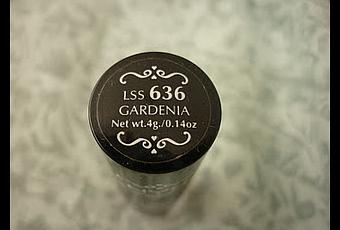 LSS 636
GARDENIA
Net wt.4g./0.14oz